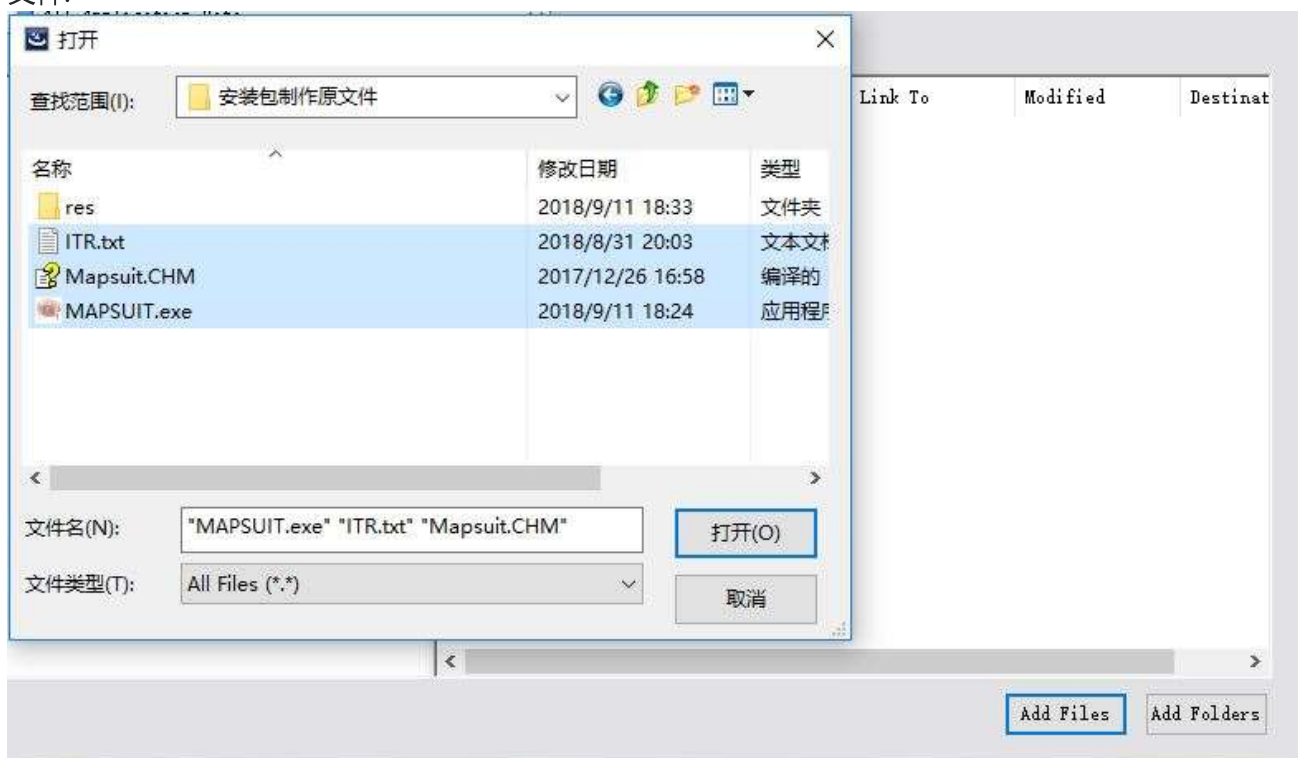 文件:
打开
查找范围(I): 安装包制作原文件
Link To Modified Destinat
名称 修改日期 类型
res 2018/9/11 18:33 文件夹
ITR.txt 2018/8/31 20:03 文本文档
Mapsuit.CHM 2017/12/26 16:58 编译的
MAPSUIT.exe 2018/9/11 18:24 应用程序
文件名(N): "MAPSUIT.exe" "ITR.txt" "Mapsuit.CHM" 打开(O)
文件类型(T): All Files (*.*) 取消
Add Files Add Folders